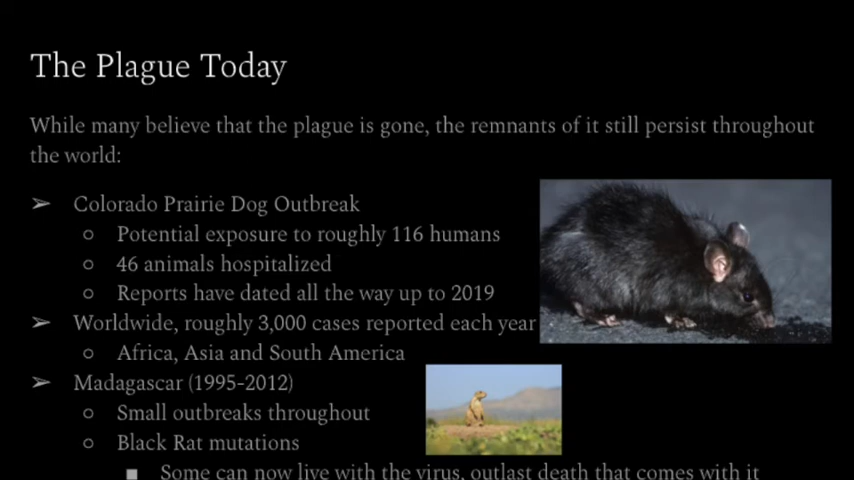 The Plague Today
While many believe that the plague is gone, the remnants of it still persist throughout
the world:
➢ Colorado Prairie Dog Outbreak
○ Potential exposure to roughly 116 humans
○ 46 animals hospitalized
○ Reports have dated all the way up to 2019
➢ Worldwide, roughly 3,000 cases reported each year
○ Africa, Asia and South America
➢ Madagascar (1995-2012)
○ Small outbreaks throughout
○ Black Rat mutations
■ Some can now live with the virus, outlast death that comes with it